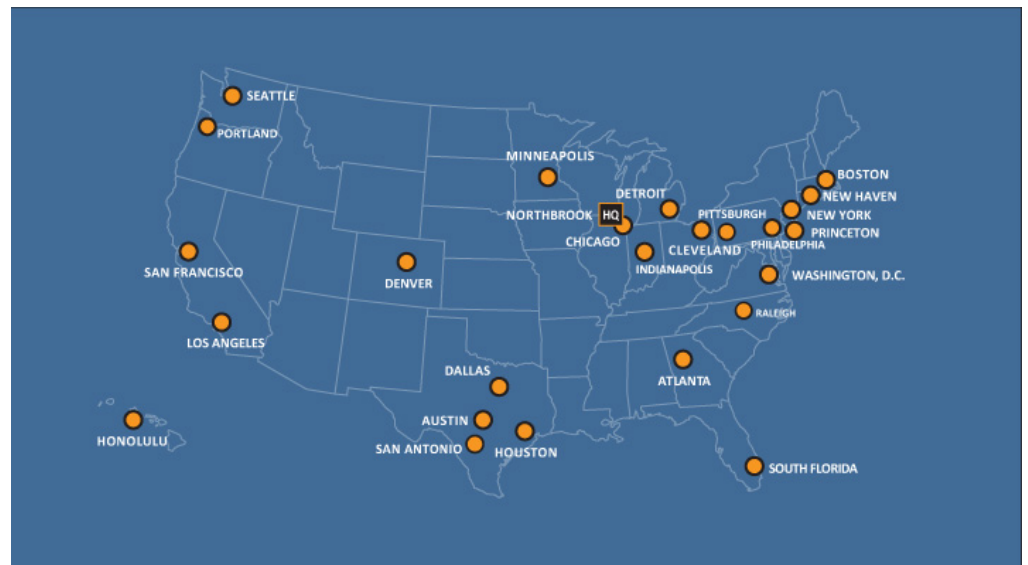 SEATTLE
PORTLAND
MINNEAPOLIS
BOSTON
DETROIT
NEW HAVEN
NORTHBROOK HQ
PITTSBURGH
NEW YORK
CHICAGO
CLEVELAND
PHILADELPHIA
PRINCETON
SAN FRANCISCO
INDIANAPOLIS
DENVER
WASHINGTON, D.C.
RALEIGH
LOS ANGELES
DALLAS
ATLANTA
AUSTIN
HONOLULU
SAN ANTONIO
HOUSTON
SOUTH FLORIDA